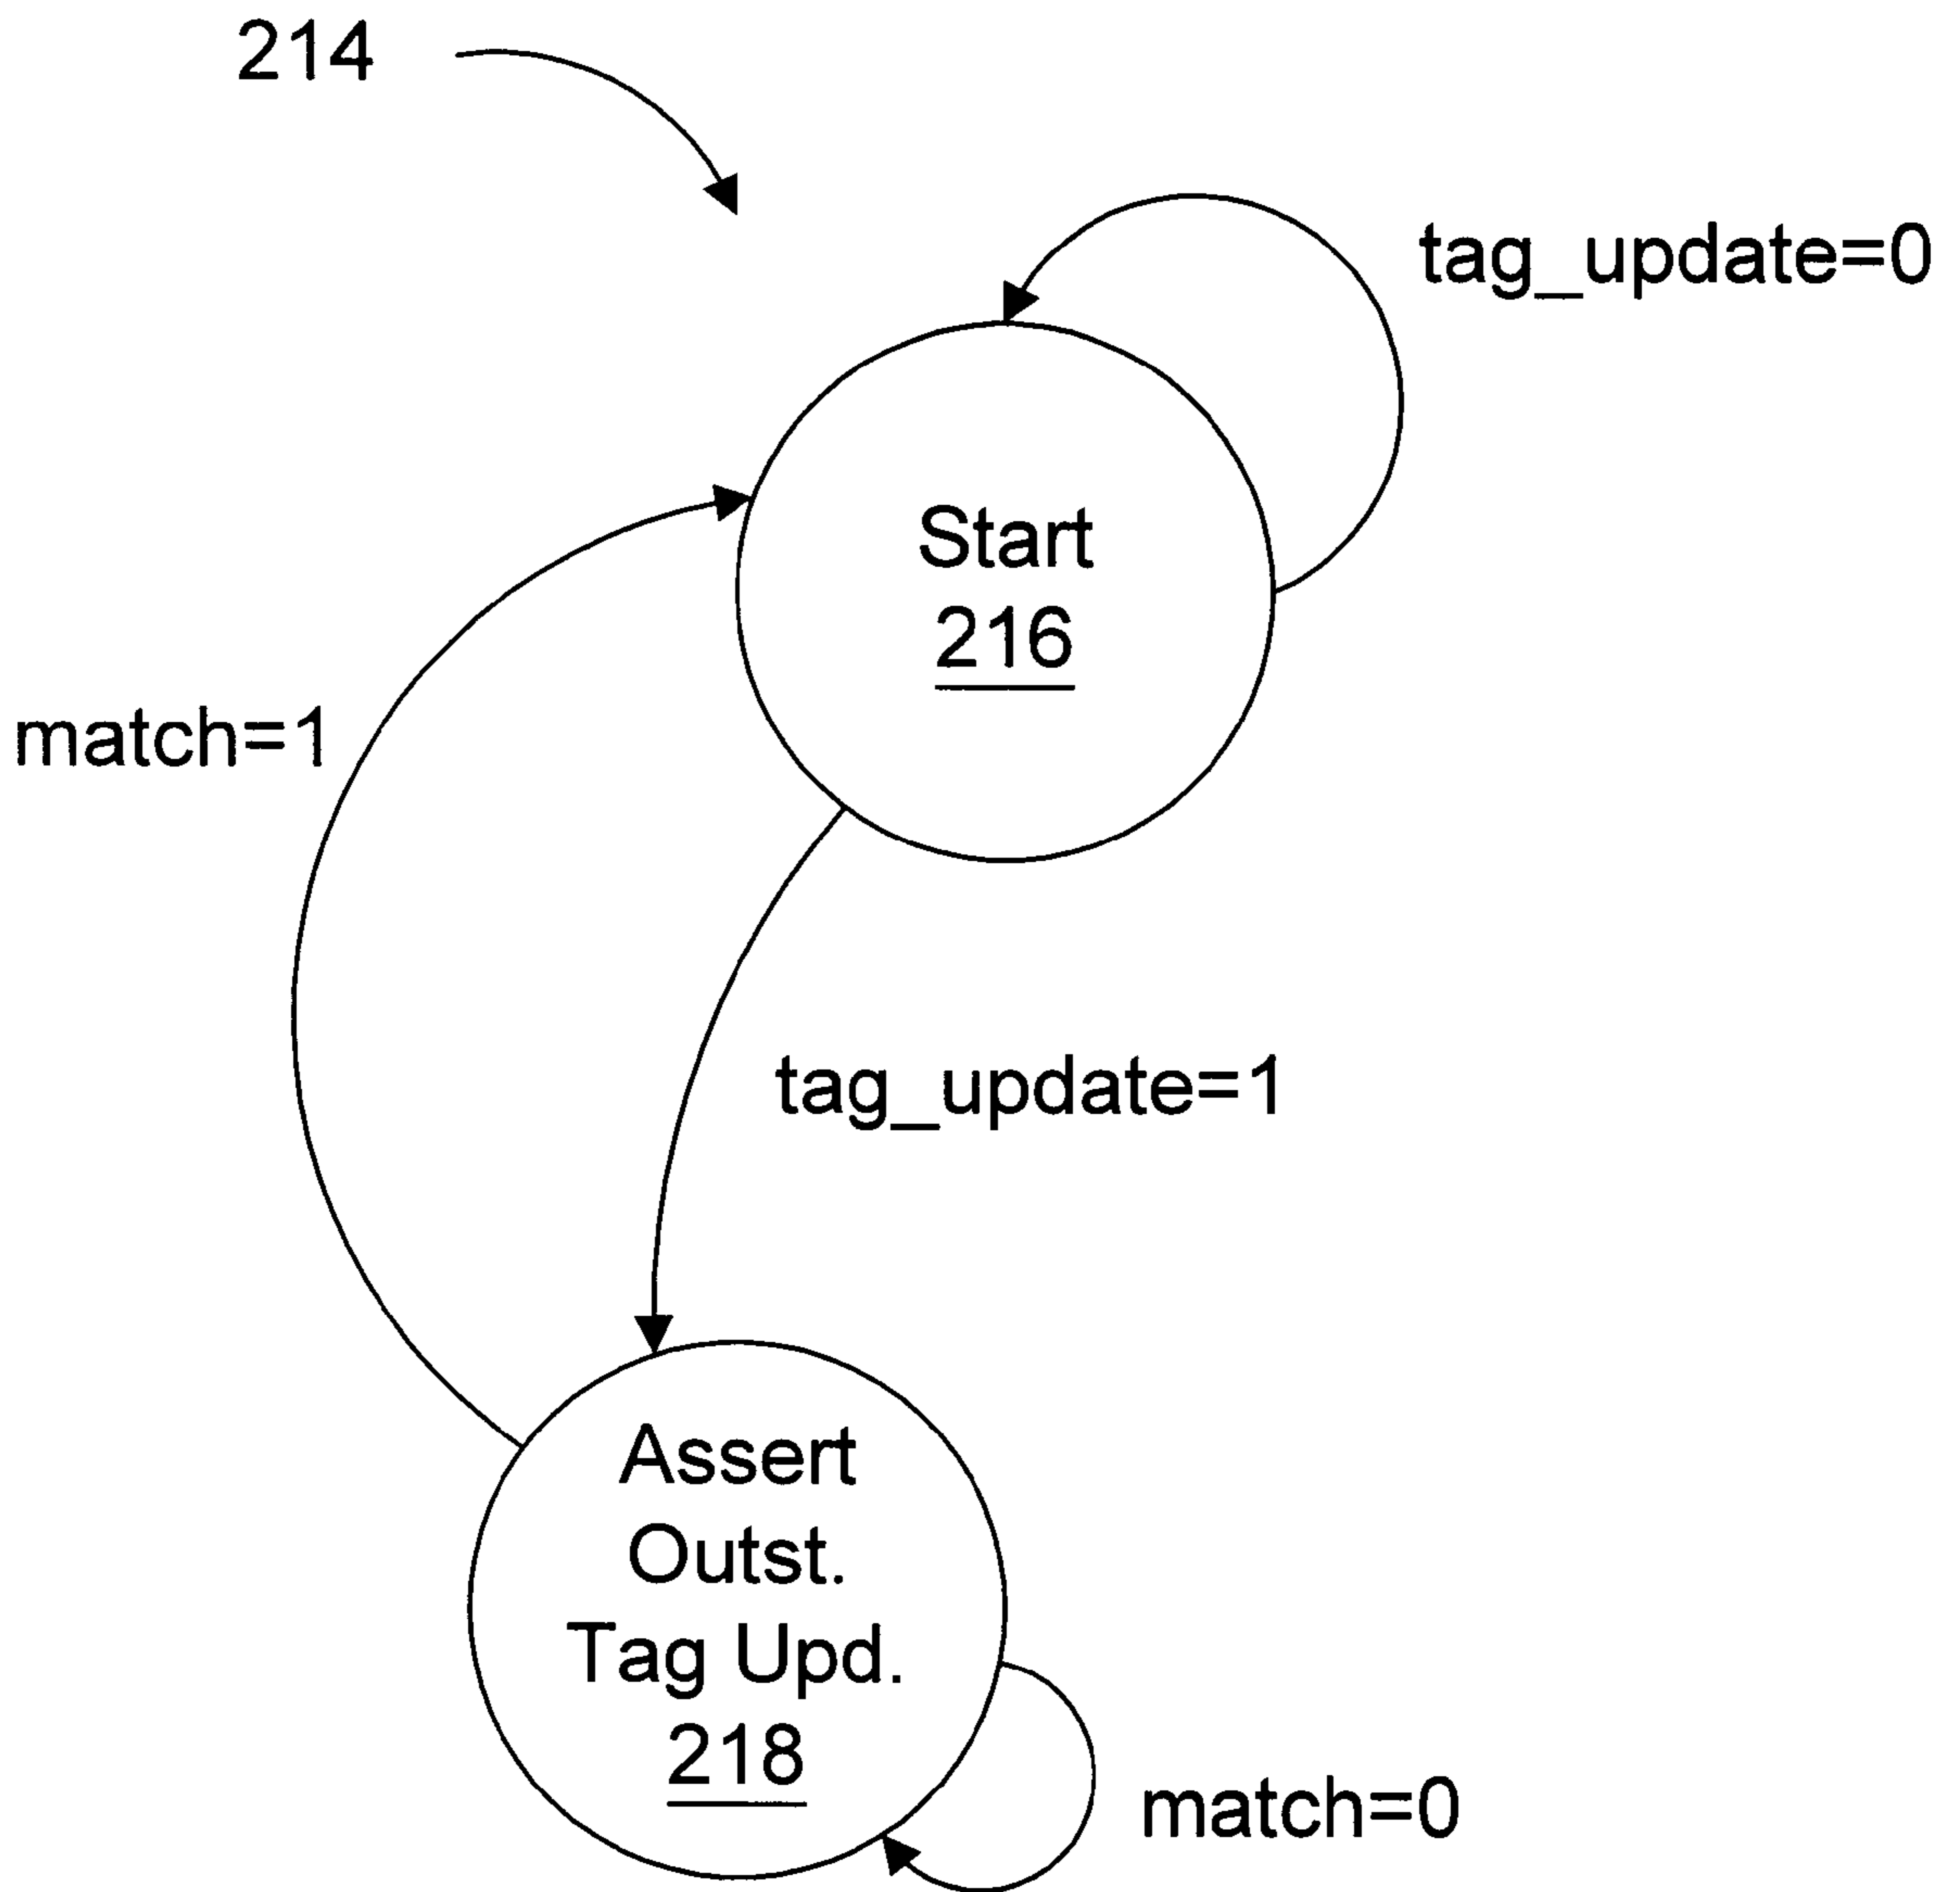 214
tag_update=0
Start
216
match=1
tag_update=1
Assert
Outst.
Tag Upd.
218
match=0